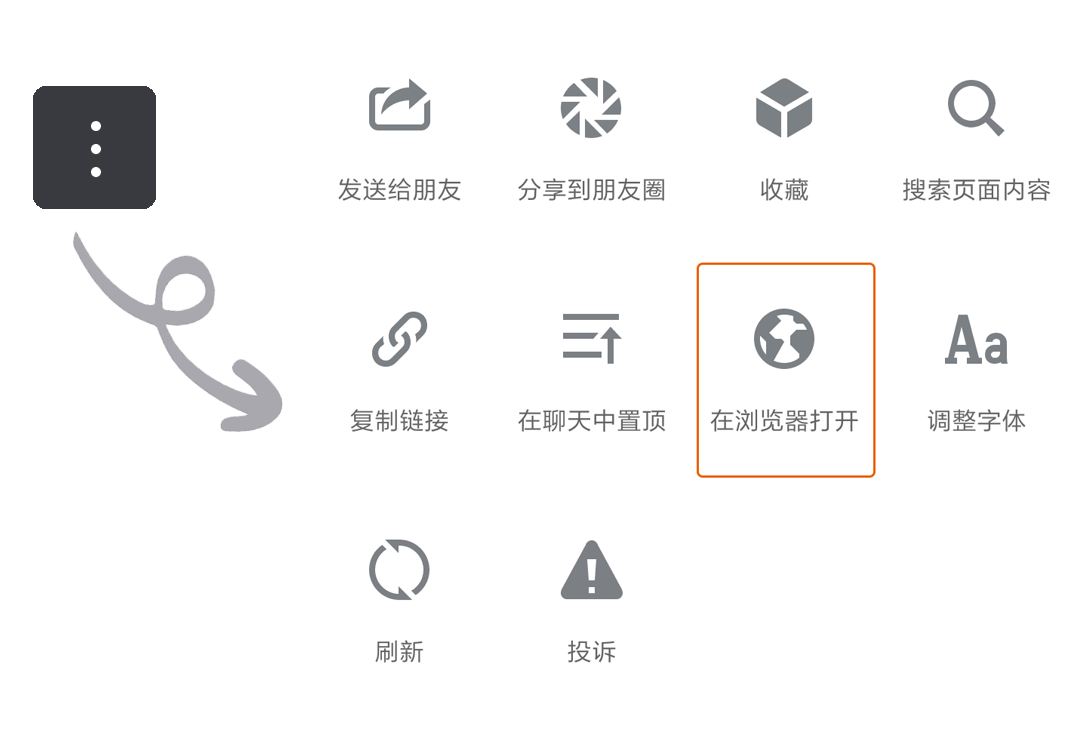 发送给朋友
分享到朋友圈
收藏
搜索页面内容
复制链接
在聊天中置顶
在浏览器打开
Aa
调整字体
刷新
投诉